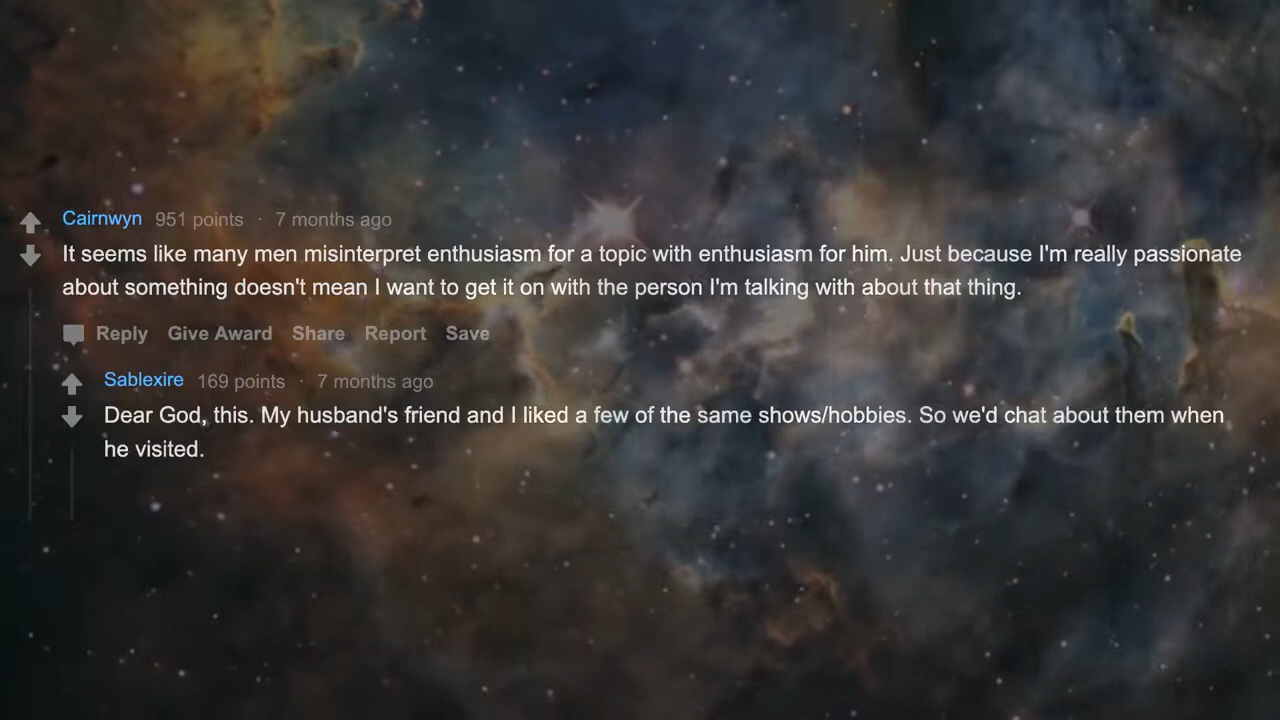 Cairnwyn 951 points · 7 months ago
It seems like many men misinterpret enthusiasm for a topic with enthusiasm for him. Just because I'm really passionate
about something doesn't mean I want to get it on with the person I'm talking with about that thing.
Reply Give Award Share Report Save
Sablexire 169 points · 7 months ago
Dear God, this. My husband's friend and I liked a few of the same shows/hobbies. So we'd chat about them when
he visited.